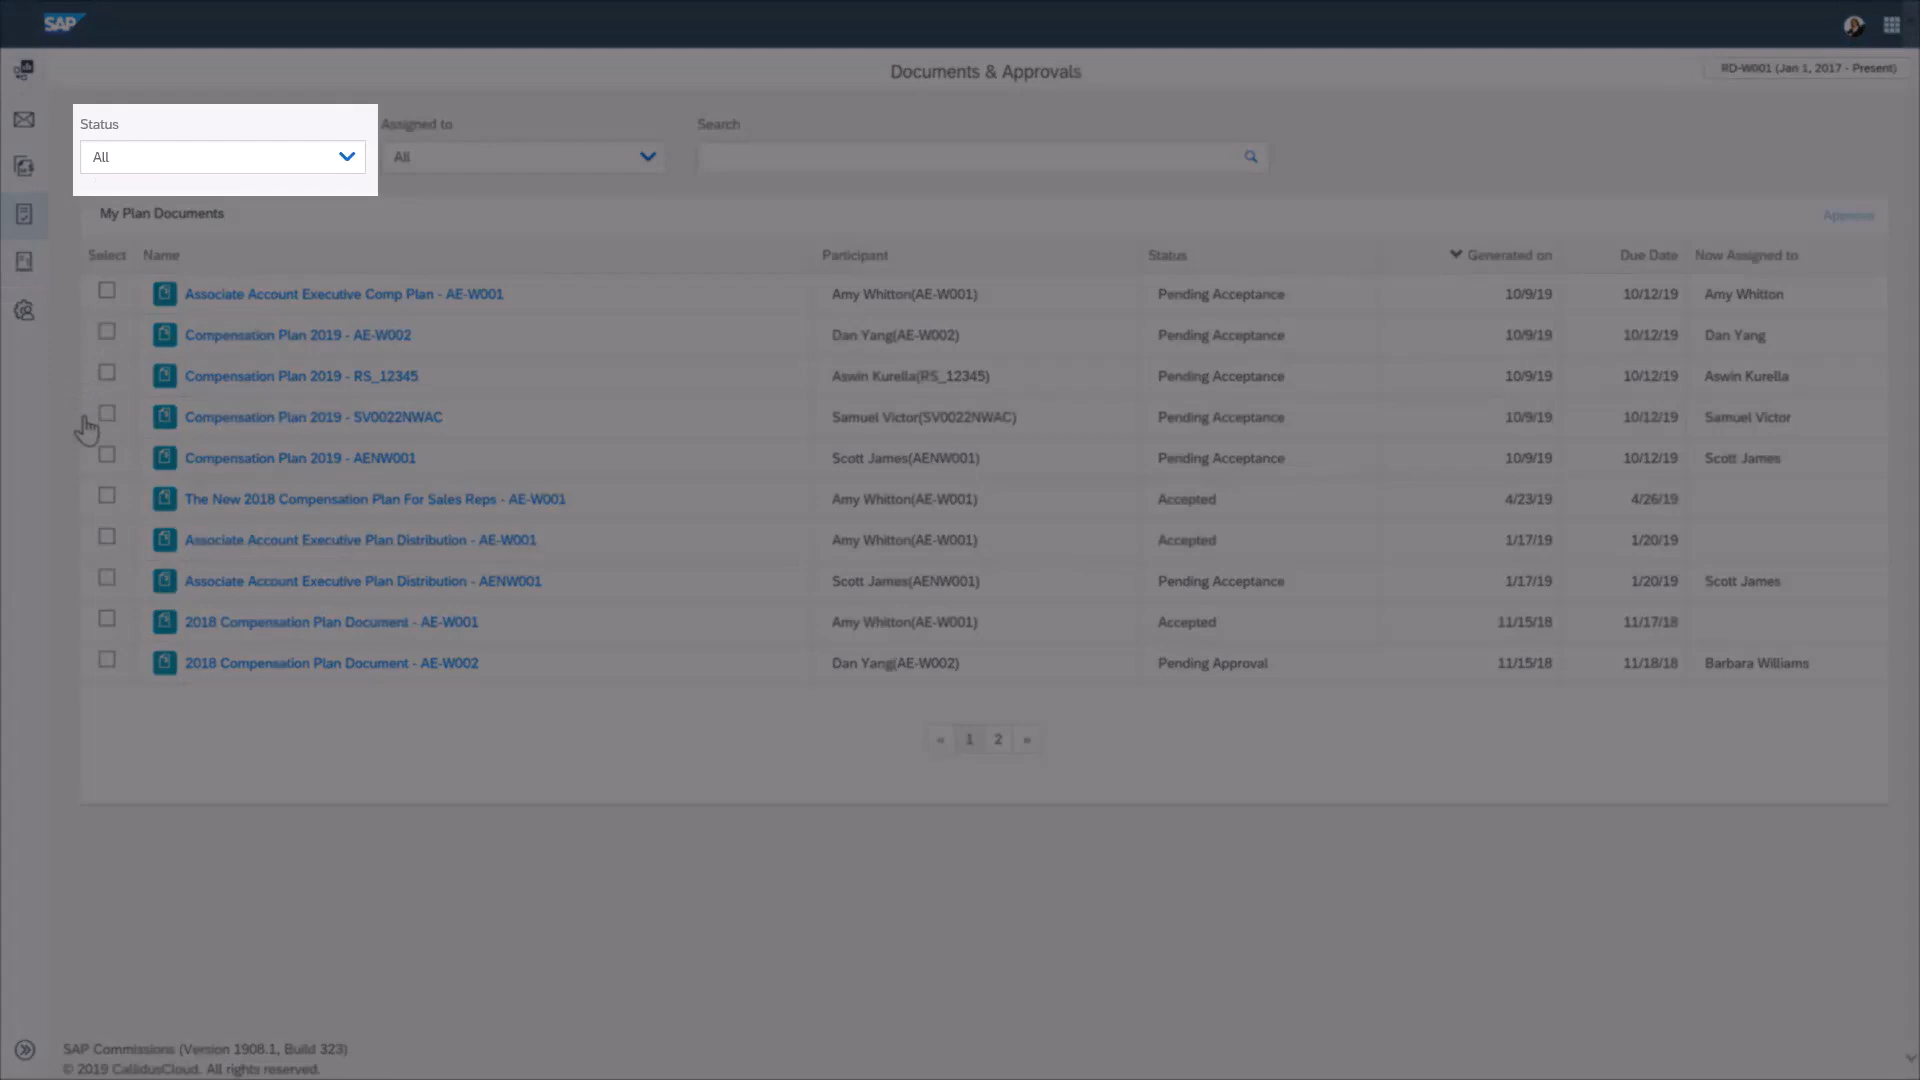 SAP
Documents & Approvals
RD-W001 (Jan 1, 2017 - Present)
Status
Assigned to
Search
All
All
My Plan Documents
Approve
Select Name Participant Status Generated on Due Date Now Assigned to
Associate Account Executive Comp Plan - AE-W001 Amy Whitton(AE-W001) Pending Acceptance 10/9/19 10/12/19 Amy Whitton
Compensation Plan 2019 - AE-W002 Dan Yang(AE-W002) Pending Acceptance 10/9/19 10/12/19 Dan Yang
Compensation Plan 2019 - RS_12345 Aswin Kurella(RS_12345) Pending Acceptance 10/9/19 10/12/19 Aswin Kurella
Compensation Plan 2019 - SV0022NWAC Samuel Victor(SV0022NWAC) Pending Acceptance 10/9/19 10/12/19 Samuel Victor
Compensation Plan 2019 - AENW001 Scott James(AENW001) Pending Acceptance 10/9/19 10/12/19 Scott James
The New 2018 Compensation Plan For Sales Reps - AE-W001 Amy Whitton(AE-W001) Accepted 4/23/19 4/26/19
Associate Account Executive Plan Distribution - AE-W001 Amy Whitton(AE-W001) Accepted 1/17/19 1/20/19
Associate Account Executive Plan Distribution - AENW001 Scott James(AENW001) Pending Acceptance 1/17/19 1/20/19 Scott James
2018 Compensation Plan Document - AE-W001 Amy Whitton(AE-W001) Accepted 11/15/18 11/17/18
2018 Compensation Plan Document - AE-W002 Dan Yang(AE-W002) Pending Approval 11/15/18 11/18/18 Barbara Williams
« 1 2 »
SAP Commissions (Version 1908.1, Build 323)
© 2019 CallidusCloud. All rights reserved.